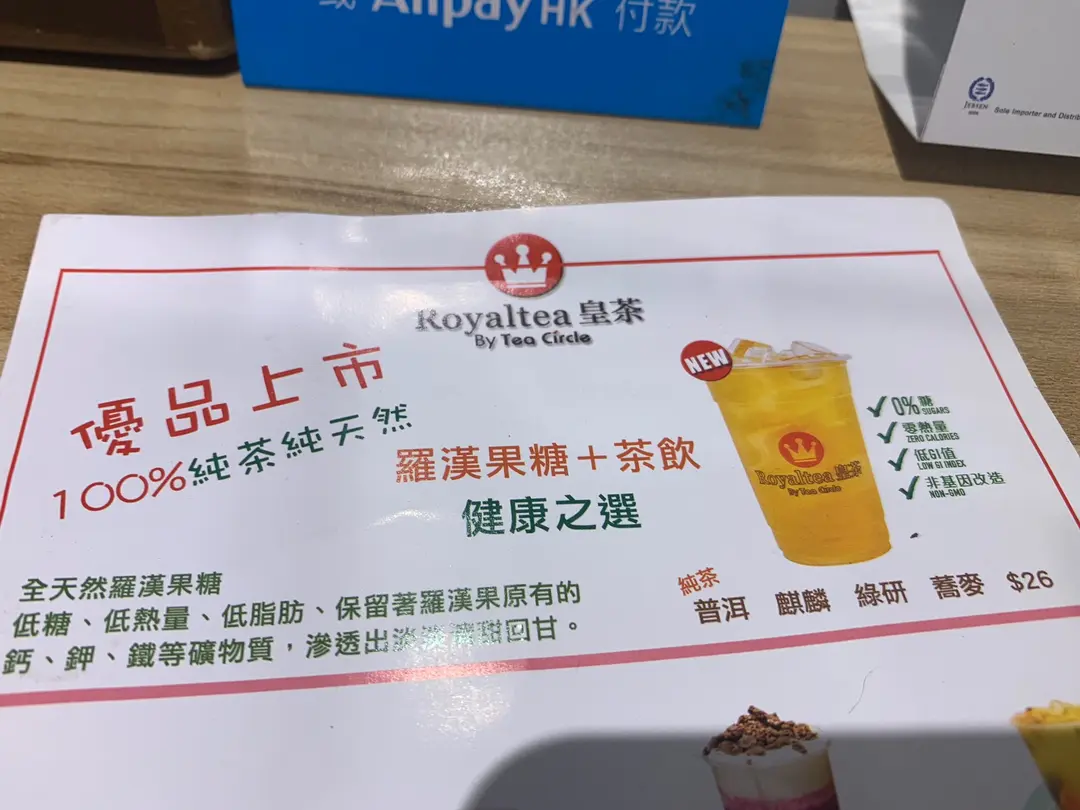 或 AlipayHK 付款
JEBSEN
Sole Importer and Distrib
Royaltea 皇茶
By Tea Circle
優品上市
100%純茶純天然
羅漢果糖＋茶飲
健康之選
NEW
Royaltea 皇茶
By Tea Circle
0% 糖
SUGARS
零熱量
ZERO CALORIES
低GI值
LOW GI INDEX
非基因改造
NON-GMO
全天然羅漢果糖
低糖、低熱量、低脂肪、保留著羅漢果原有的
鈣、鉀、鐵等礦物質，滲透出淡淡 甜回甘。
純茶
普洱 麒麟 綠研 蕎麥 $26